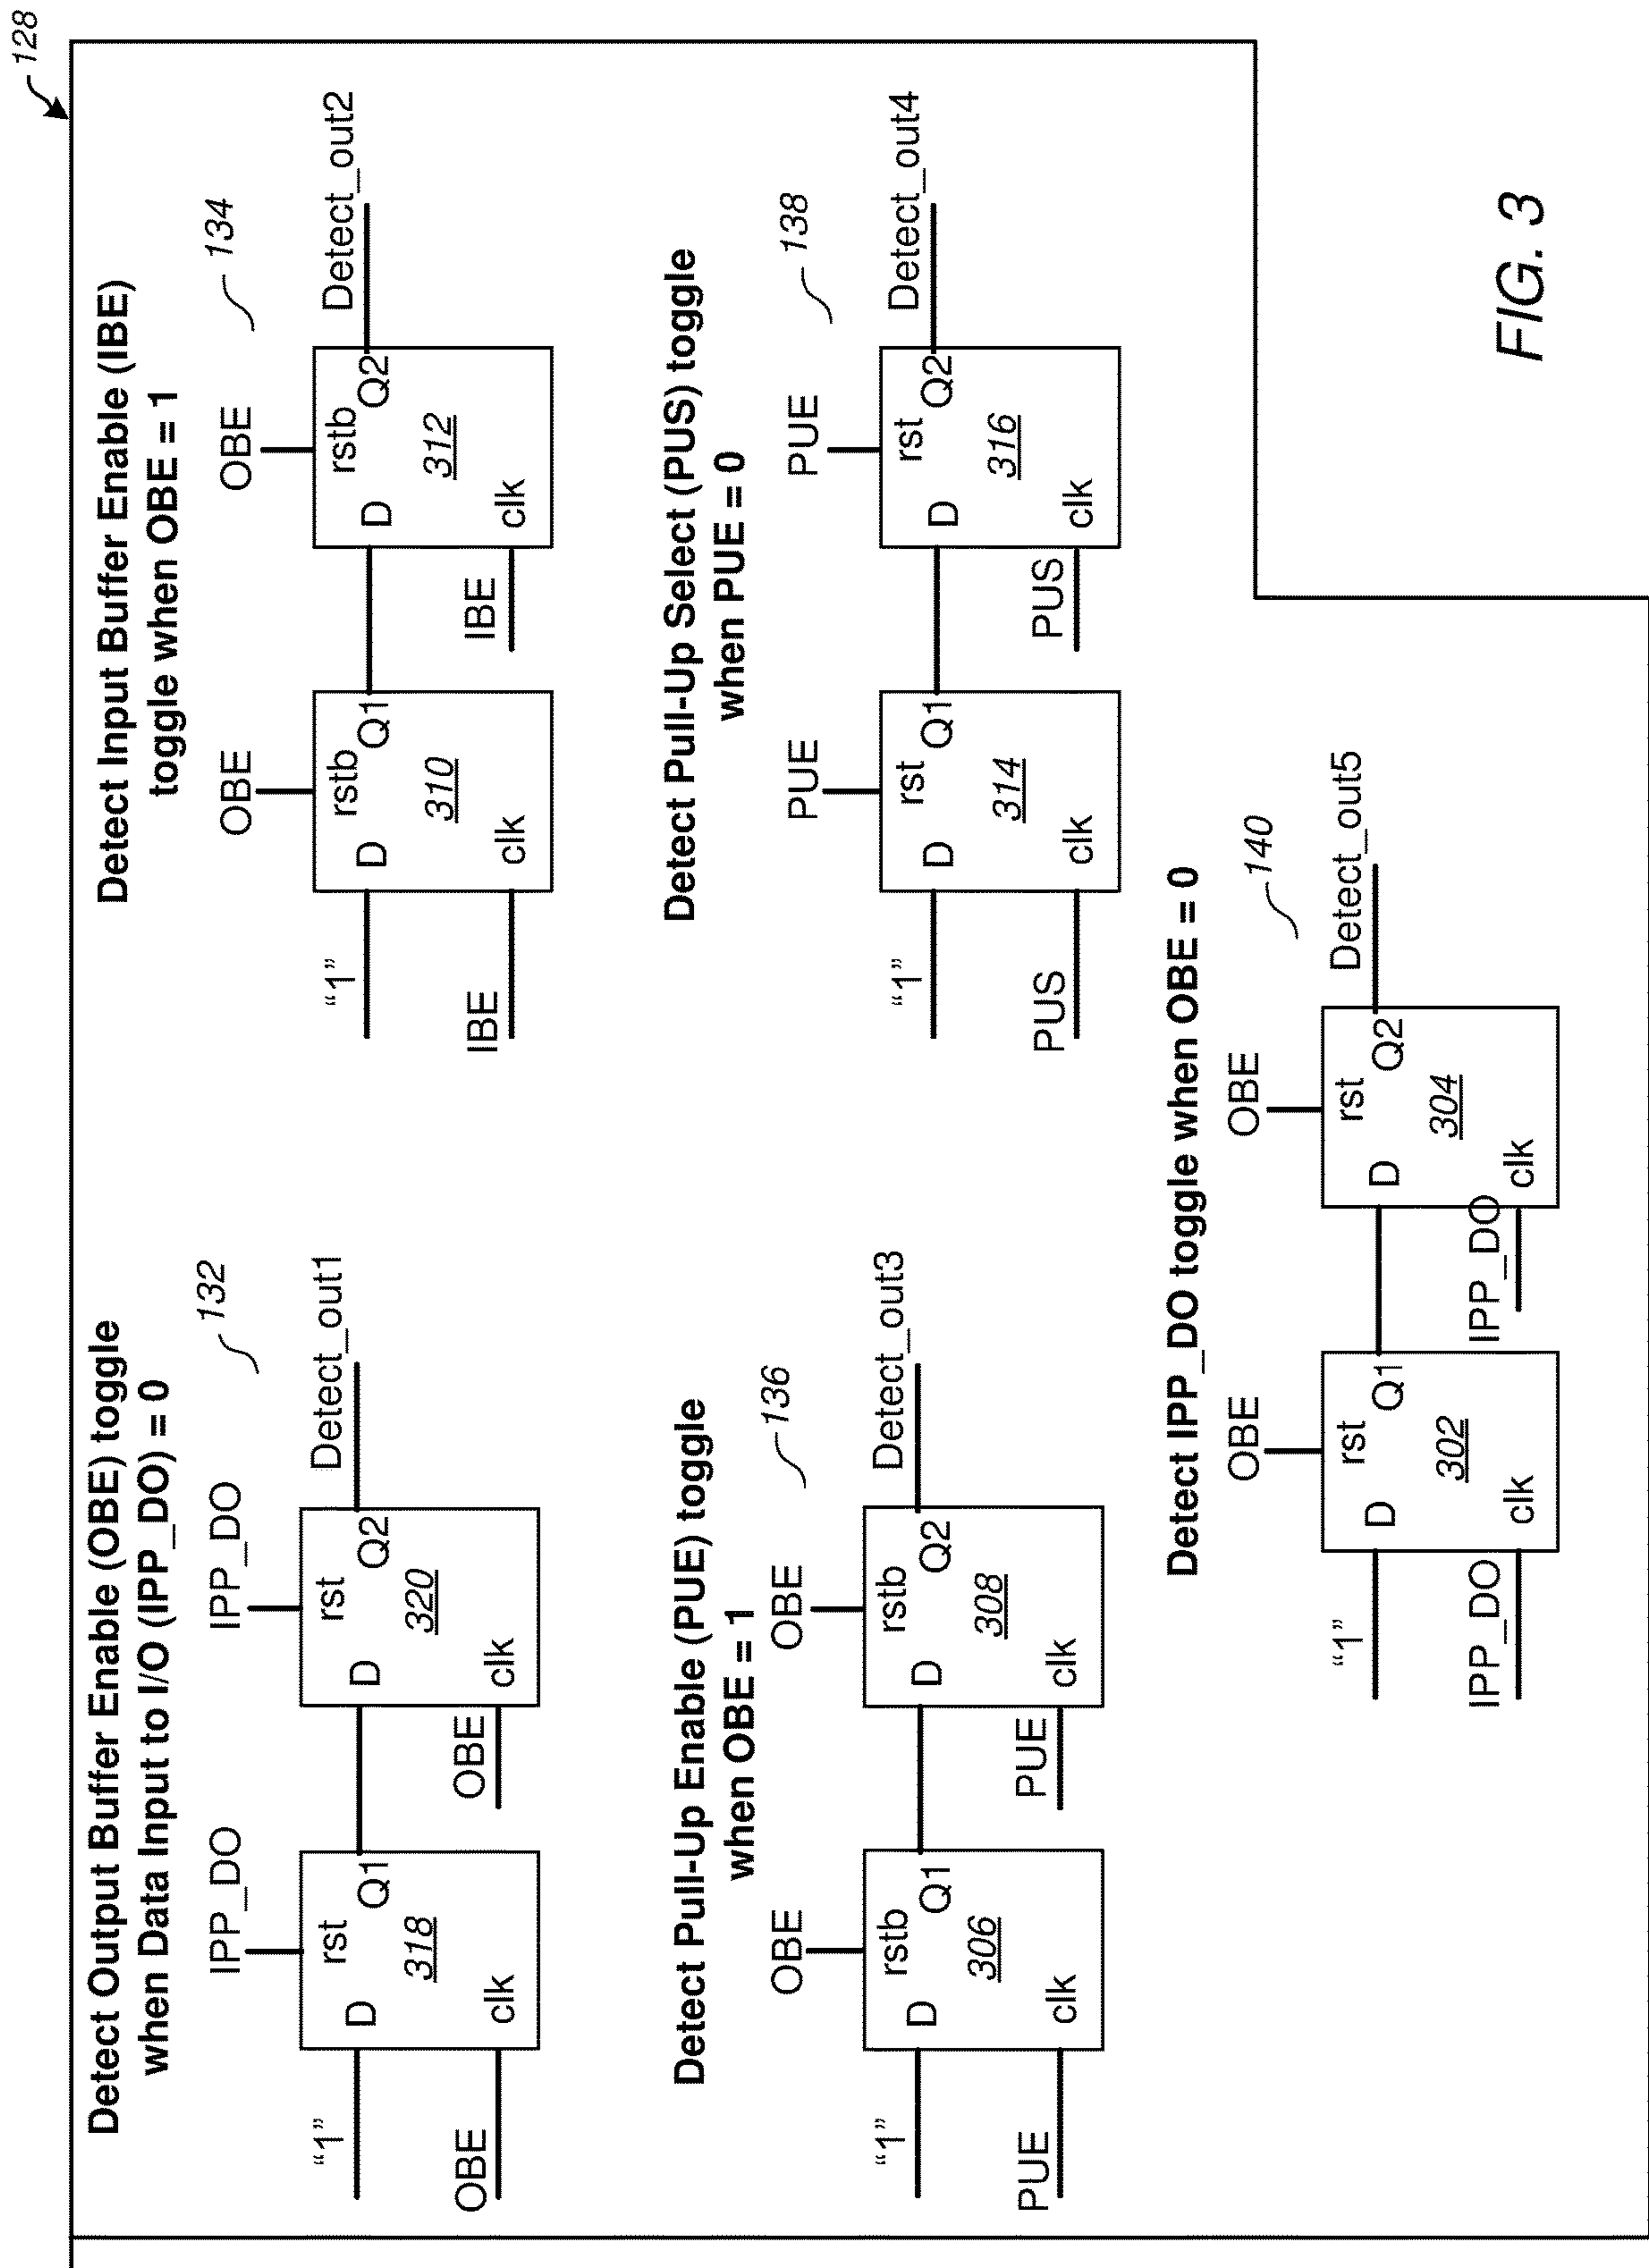 128
Detect Output Buffer Enable (OBE) toggle
when Data Input to I/O (IPP_DO) = 0
132
IPP_DO
IPP_DO
"1"
D
rst
Q1
318
clk
OBE
D
rst
Q2
320
clk
OBE
Detect_out1
Detect Input Buffer Enable (IBE)
toggle when OBE = 1
134
OBE
OBE
“1”
D
rstb
Q1
310
clk
IBE
D
rstb
Q2
312
clk
IBE
Detect_out2
Detect Pull-Up Enable (PUE) toggle
when OBE = 1
136
OBE
OBE
“1”
D
rstb
Q1
306
clk
PUE
D
rstb
Q2
308
clk
PUE
Detect_out3
Detect Pull-Up Select (PUS) toggle
when PUE = 0
138
PUE
PUE
“1”
D
rst
Q1
314
clk
PUS
D
rst
Q2
316
clk
PUS
Detect_out4
Detect IPP_DO toggle when OBE = 0
140
OBE
OBE
“1”
D
rst
Q1
302
clk
IPP_DO
D
rst
Q2
304
clk
IPP_DO
Detect_out5
FIG. 3